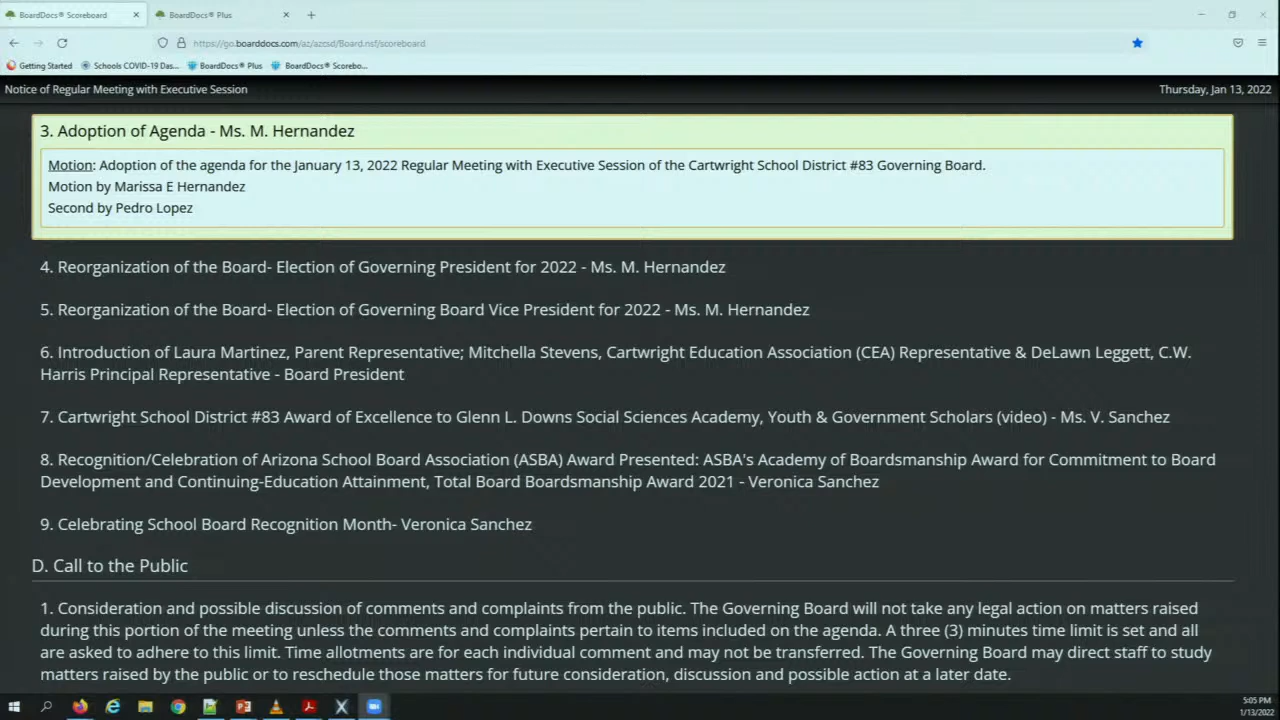 BoardDocs® Scoreboard
BoardDocs® Plus
https://go.boarddocs.com/az/azcsd/Board.nsf/scoreboard
Getting Started Schools COVID-19 Das... BoardDocs® Plus BoardDocs® Scorebo...
Notice of Regular Meeting with Executive Session Thursday, Jan 13, 2022
3. Adoption of Agenda - Ms. M. Hernandez
Motion: Adoption of the agenda for the January 13, 2022 Regular Meeting with Executive Session of the Cartwright School District #83 Governing Board.
Motion by Marissa E Hernandez
Second by Pedro Lopez
4. Reorganization of the Board- Election of Governing President for 2022 - Ms. M. Hernandez
5. Reorganization of the Board- Election of Governing Board Vice President for 2022 - Ms. M. Hernandez
6. Introduction of Laura Martinez, Parent Representative; Mitchella Stevens, Cartwright Education Association (CEA) Representative & DeLawn Leggett, C.W.
Harris Principal Representative - Board President
7. Cartwright School District #83 Award of Excellence to Glenn L. Downs Social Sciences Academy, Youth & Government Scholars (video) - Ms. V. Sanchez
8. Recognition/Celebration of Arizona School Board Association (ASBA) Award Presented: ASBA's Academy of Boardsmanship Award for Commitment to Board
Development and Continuing-Education Attainment, Total Board Boardsmanship Award 2021 - Veronica Sanchez
9. Celebrating School Board Recognition Month- Veronica Sanchez
D. Call to the Public
1. Consideration and possible discussion of comments and complaints from the public. The Governing Board will not take any legal action on matters raised
during this portion of the meeting unless the comments and complaints pertain to items included on the agenda. A three (3) minutes time limit is set and all
are asked to adhere to this limit. Time allotments are for each individual comment and may not be transferred. The Governing Board may direct staff to study
matters raised by the public or to reschedule those matters for future consideration, discussion and possible action at a later date.
5:05 PM
1/13/2022